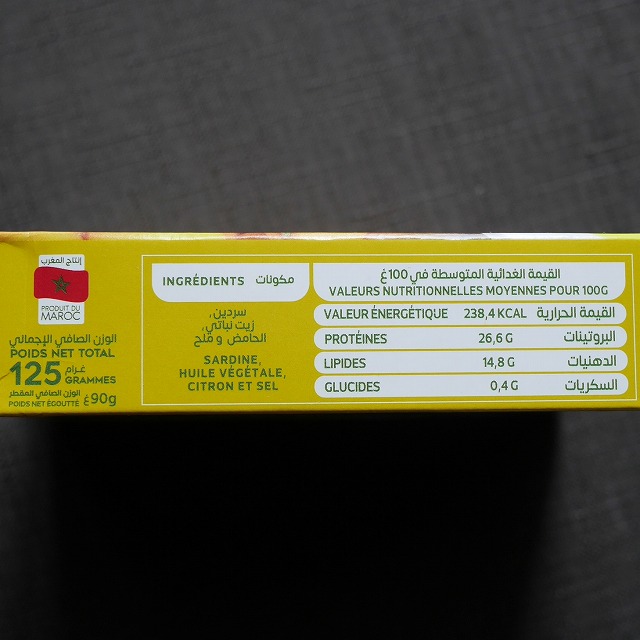 إنتاج المغرب
PRODUIT DU
MAROC
الوزن الصافي الإجمالي
POIDS NET TOTAL
125 غرام
GRAMMES
الوزن الصافي المقطر
POIDS NET ÉGOUTTÉ 90g غ
INGRÉDIENTS مكونات
سردين,
زيت نباتي,
الحامض و ملح
SARDINE,
HUILE VÉGÉTALE,
CITRON ET SEL
القيمة الغذائية المتوسطة في 100غ
VALEURS NUTRITIONNELLES MOYENNES POUR 100G
VALEUR ÉNERGÉTIQUE 238,4 KCAL القيمة الحرارية
PROTÉINES 26,6 G البروتينات
LIPIDES 14,8 G الدهنيات
GLUCIDES 0,4 G السكريات